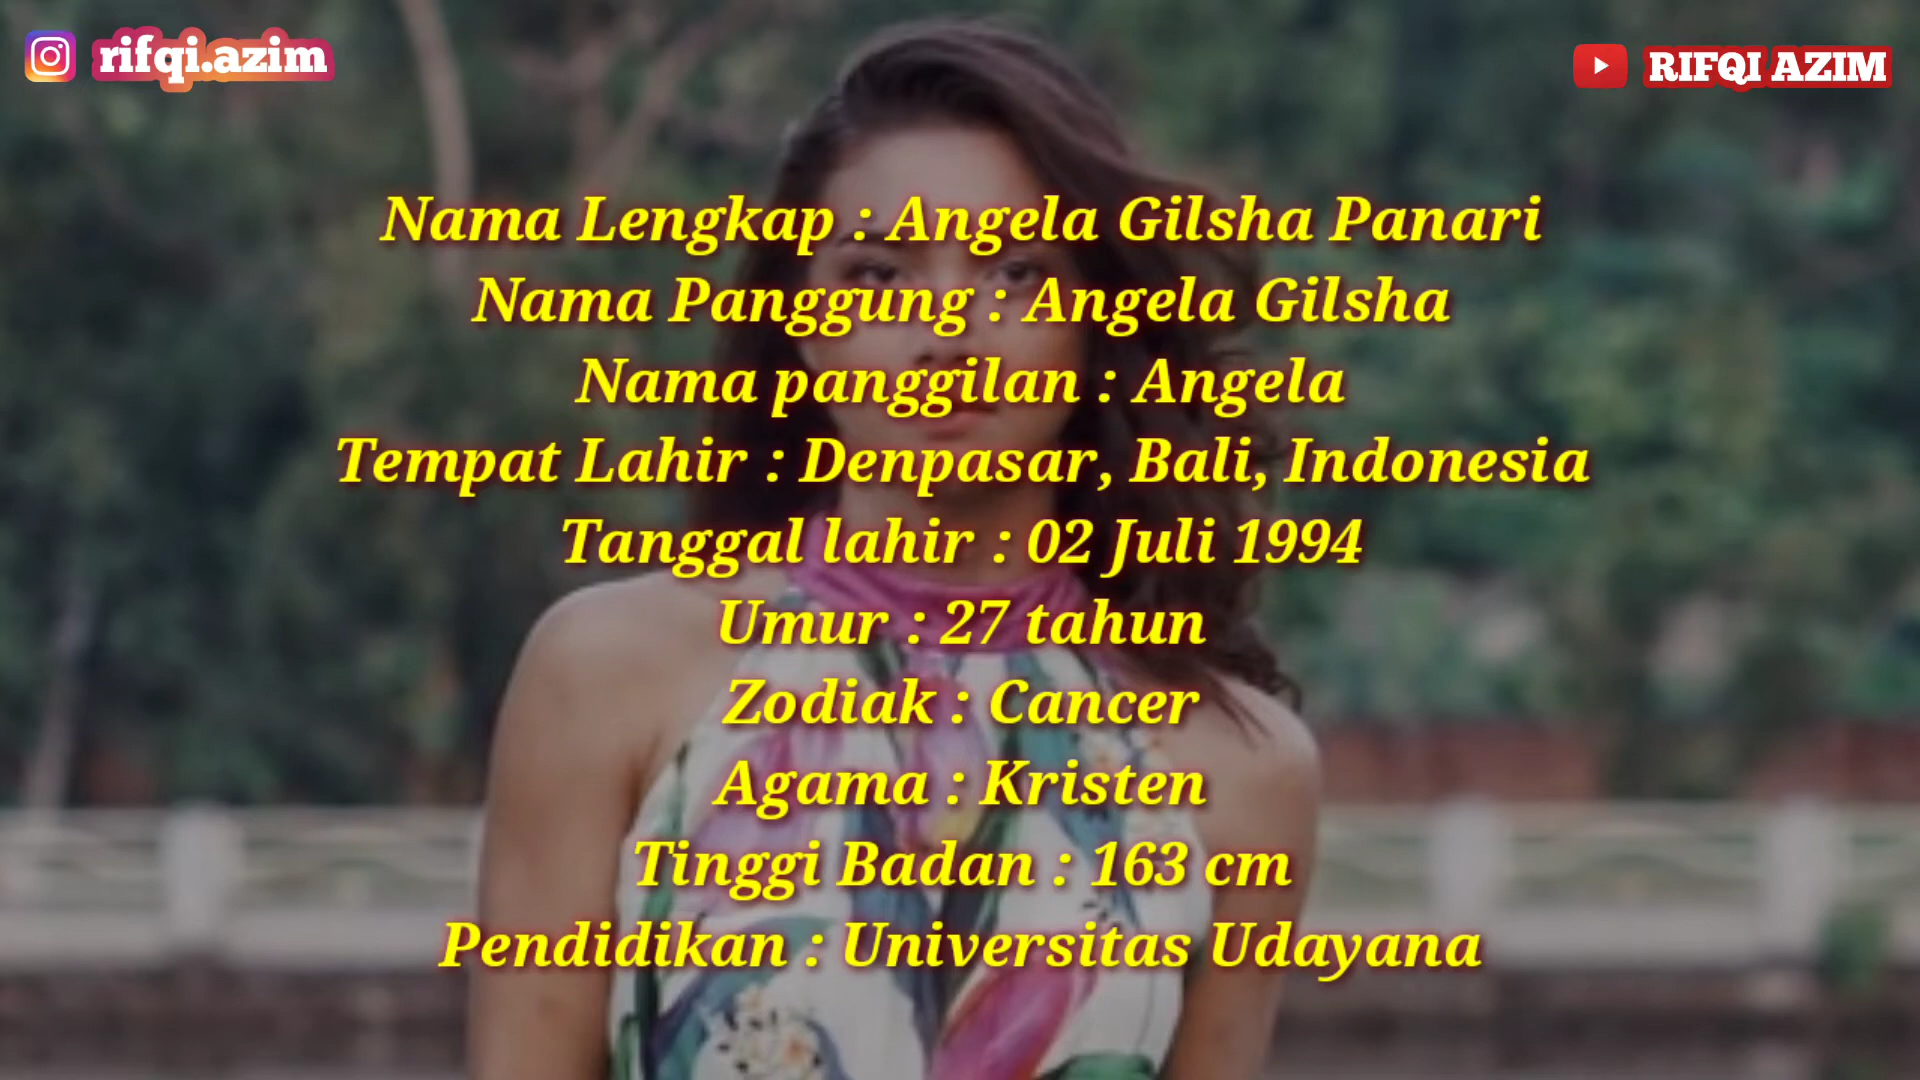 rifqi.azim
RIFQI AZIM
Nama Lengkap : Angela Gilsha Panari
Nama Panggung : Angela Gilsha
Nama panggilan : Angela
Tempat Lahir : Denpasar, Bali, Indonesia
Tanggal lahir : 02 Juli 1994
Umur : 27 tahun
Zodiak : Cancer
Agama : Kristen
Tinggi Badan : 163 cm
Pendidikan : Universitas Udayana